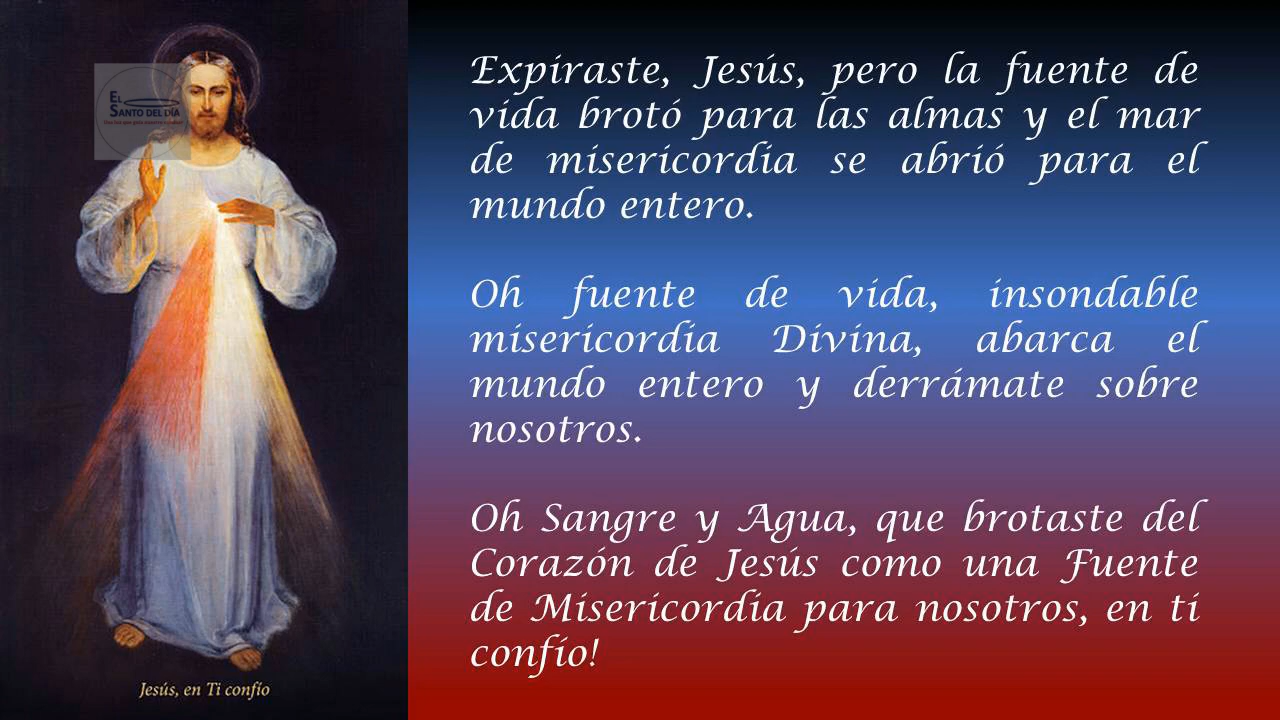 EL
SANTO DEL DÍA
Expiraste, Jesús, pero la fuente de
vida brotó para las almas y el mar
de misericordia se abrió para el
mundo entero.
Oh fuente de vida, insondable
misericordia Divina, abarca el
mundo entero y derrámate sobre
nosotros.
Oh Sangre y Agua, que brotaste del
Corazón de Jesús como una Fuente
de Misericordia para nosotros, en ti
confío!
Jesús, en Ti confío